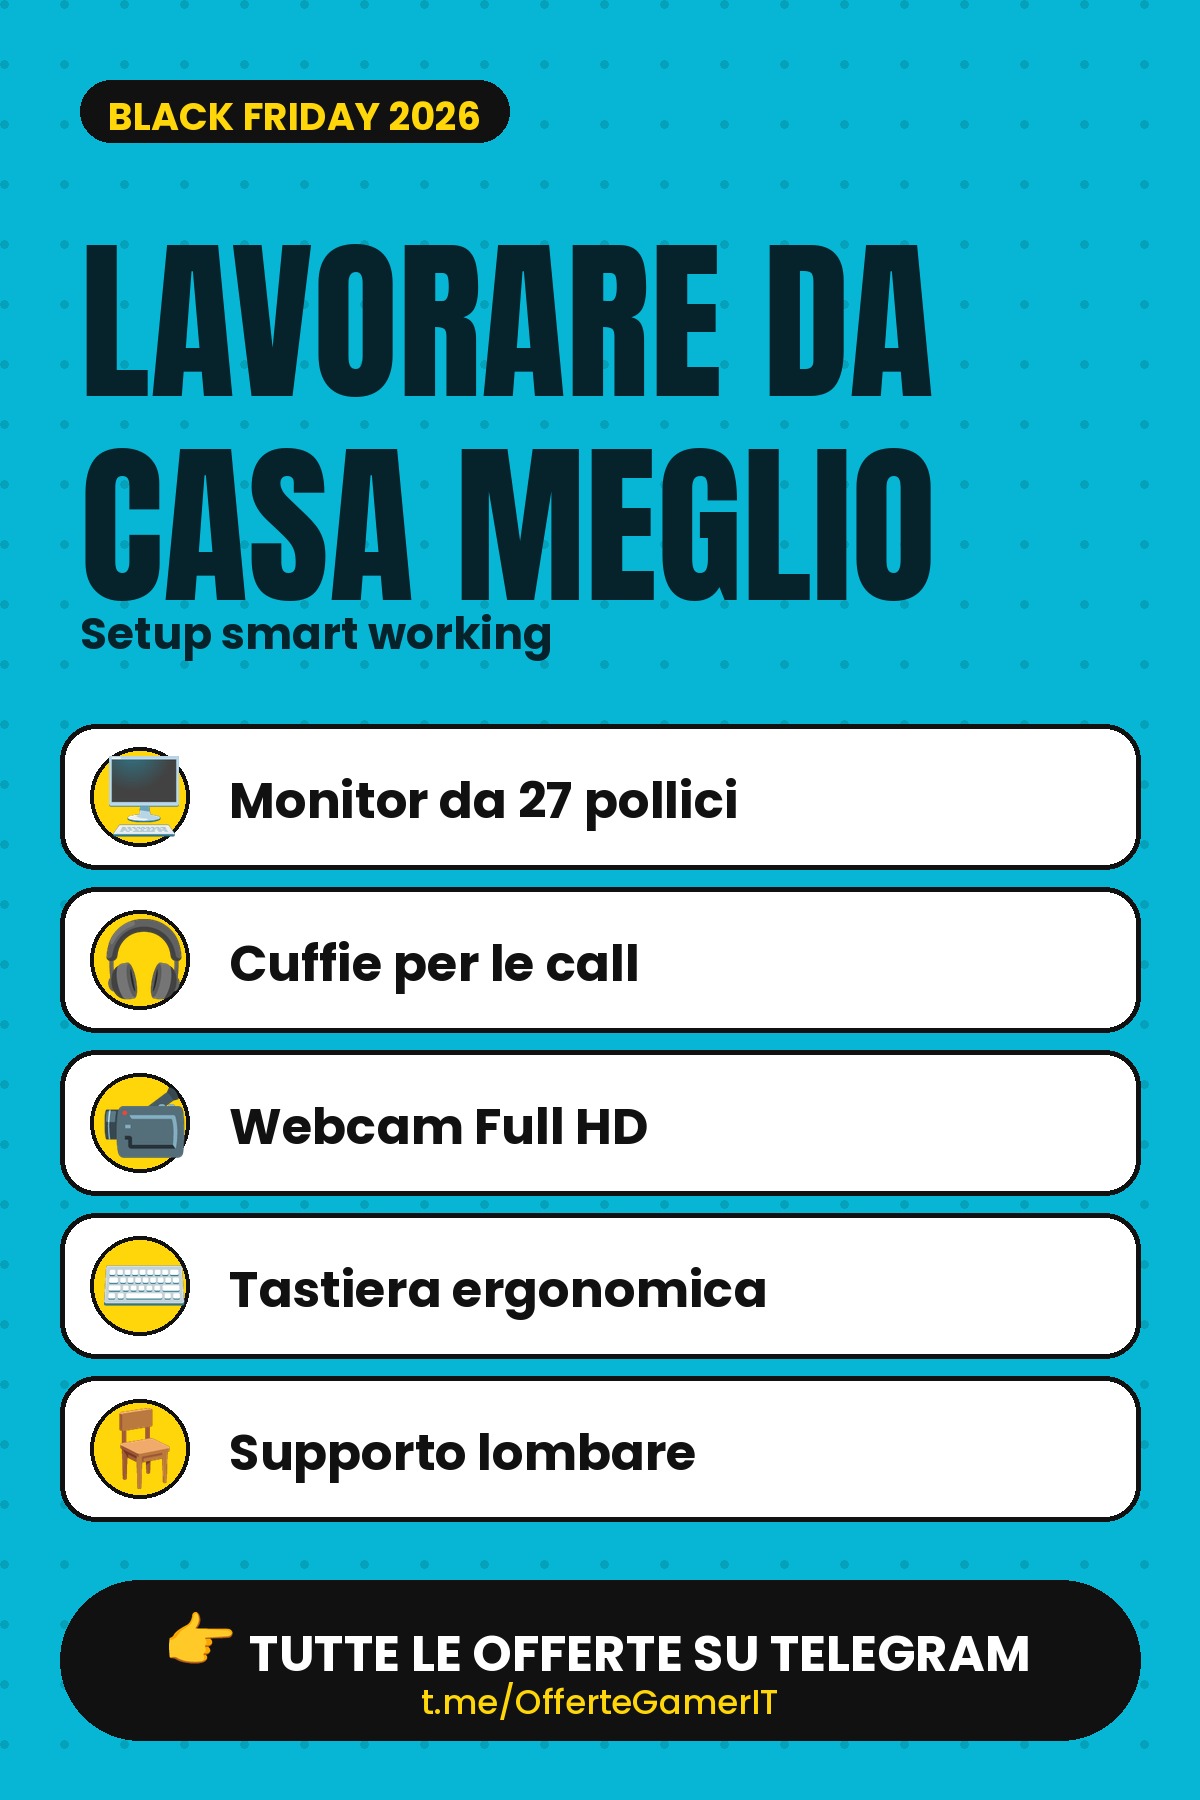 BLACK FRIDAY 2026
LAVORARE DA
CASA MEGLIO
Setup smart working
Monitor da 27 pollici
Cuffie per le call
Webcam Full HD
Tastiera ergonomica
Supporto lombare
👉 TUTTE LE OFFERTE SU TELEGRAM
t.me/OfferteGamerIT